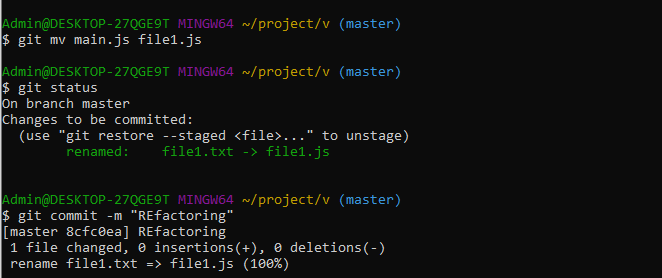 Admin@DESKTOP-27QGE9T MINGW64 ~/project/v (master)
$ git mv main.js file1.js
Admin@DESKTOP-27QGE9T MINGW64 ~/project/v (master)
$ git status
On branch master
Changes to be committed:
  (use "git restore --staged <file>..." to unstage)
        renamed:    file1.txt -> file1.js
Admin@DESKTOP-27QGE9T MINGW64 ~/project/v (master)
$ git commit -m "REfactoring"
[master 8cfc0ea] REfactoring
 1 file changed, 0 insertions(+), 0 deletions(-)
 rename file1.txt => file1.js (100%)